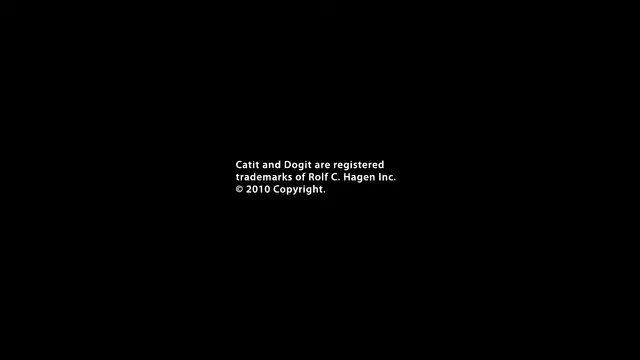 Catit and Dogit are registered
trademarks of Rolf C. Hagen Inc.
© 2010 Copyright.